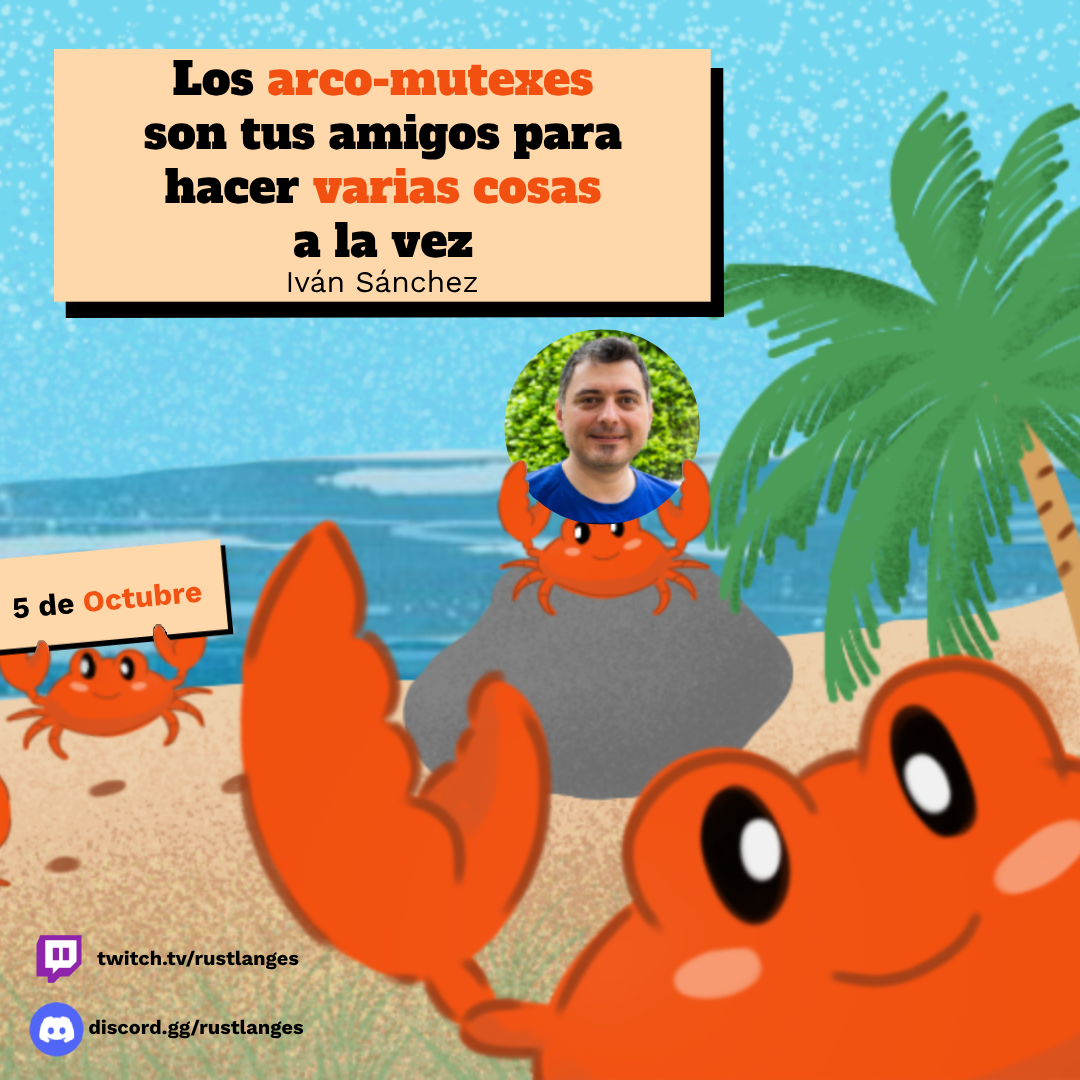 Los arco-mutexes
son tus amigos para
hacer varias cosas
a la vez
Iván Sánchez
5 de Octubre
twitch.tv/rustlanges
discord.gg/rustlanges